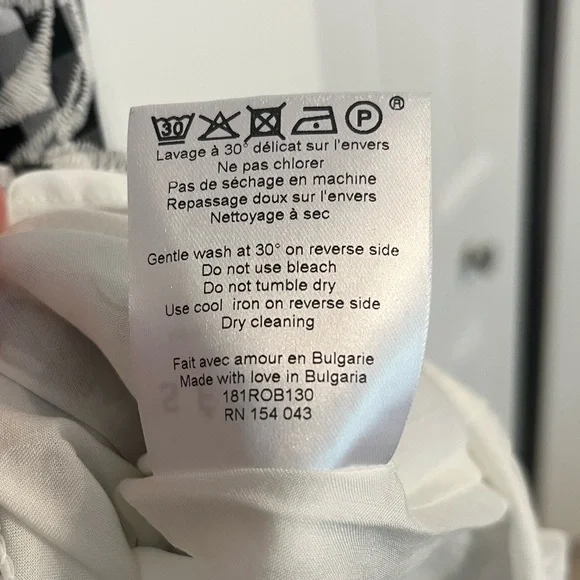 30 P ®
Lavage à 30° délicat sur l'envers
Ne pas chlorer
Pas de séchage en machine
Repassage doux sur l'envers
Nettoyage à sec
Gentle wash at 30° on reverse side
Do not use bleach
Do not tumble dry
Use cool iron on reverse side
Dry cleaning
Fait avec amour en Bulgarie
Made with love in Bulgaria
181ROB130
RN 154 043